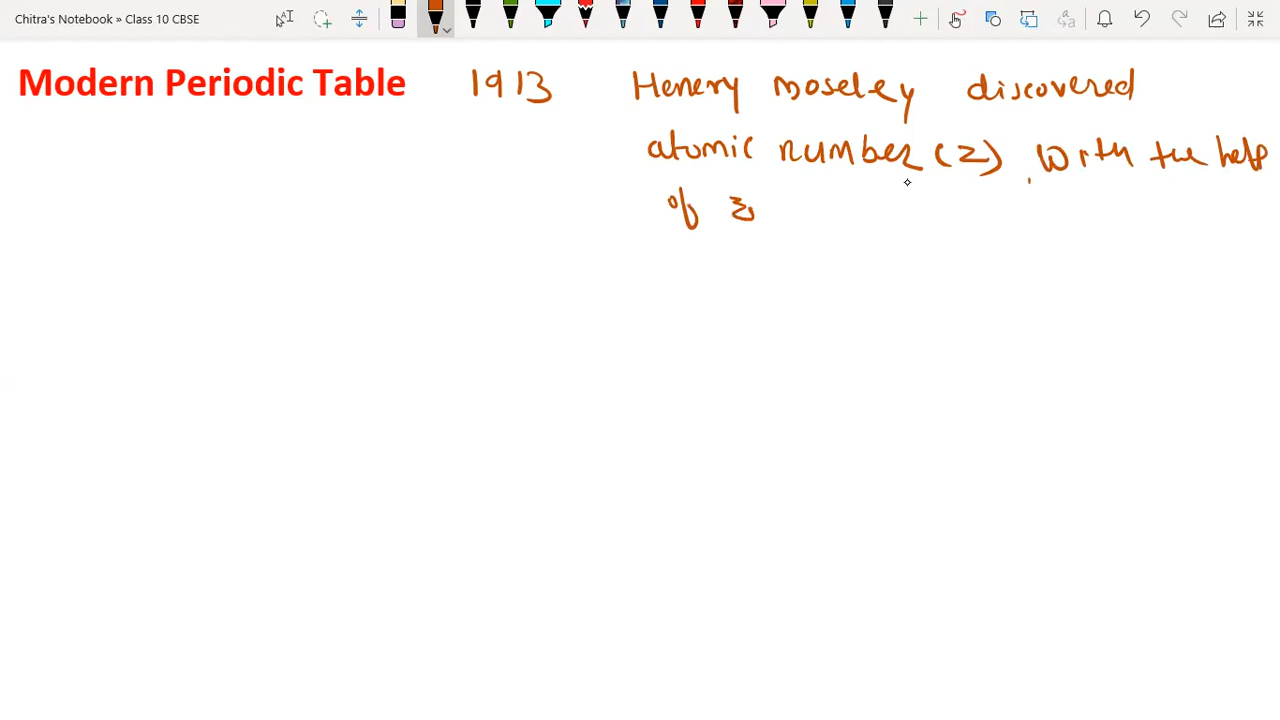 Chitra's Notebook » Class 10 CBSE
Modern Periodic Table 1913 Henery Moseley discovered
atomic number (Z). With the help
of